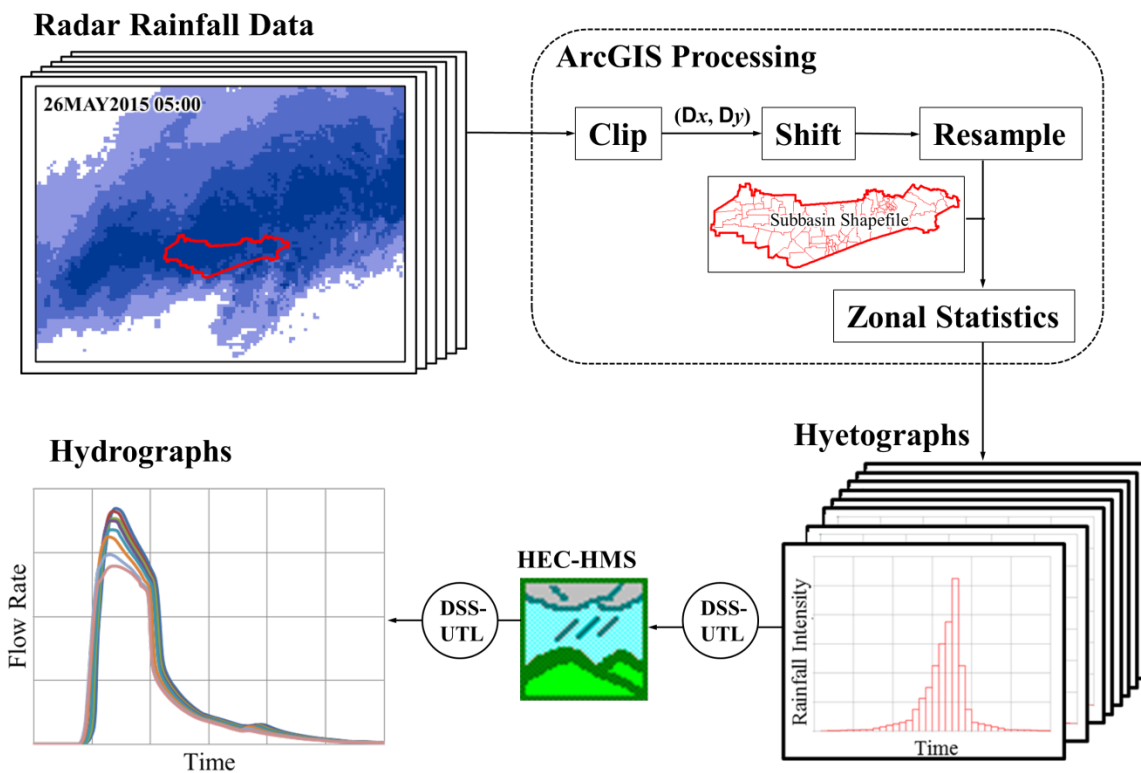 Radar Rainfall Data
26MAY2015 05:00
ArcGIS Processing
Clip
(Dx, Dy)
Shift
Resample
Subbasin Shapefile
Zonal Statistics
Hyetographs
Rainfall Intensity
Time
DSS-
UTL
HEC-HMS
DSS-
UTL
Hydrographs
Flow Rate
Time